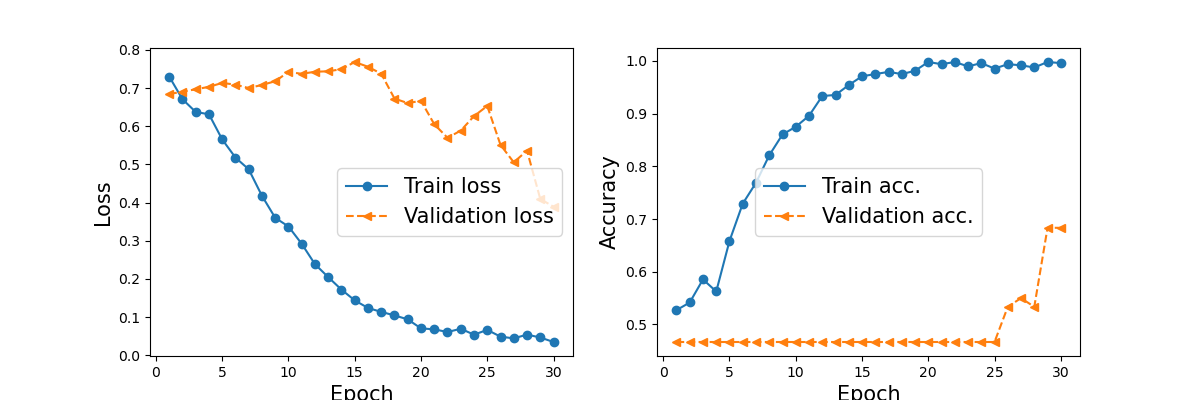 0.8
0.7
0.6
0.5
0.4
0.3
0.2
0.1
0.0
Loss
Train loss
Validation loss
0 5 10 15 20 25 30
Epoch
1.0
0.9
0.8
0.7
0.6
0.5
Accuracy
Train acc.
Validation acc.
0 5 10 15 20 25 30
Epoch